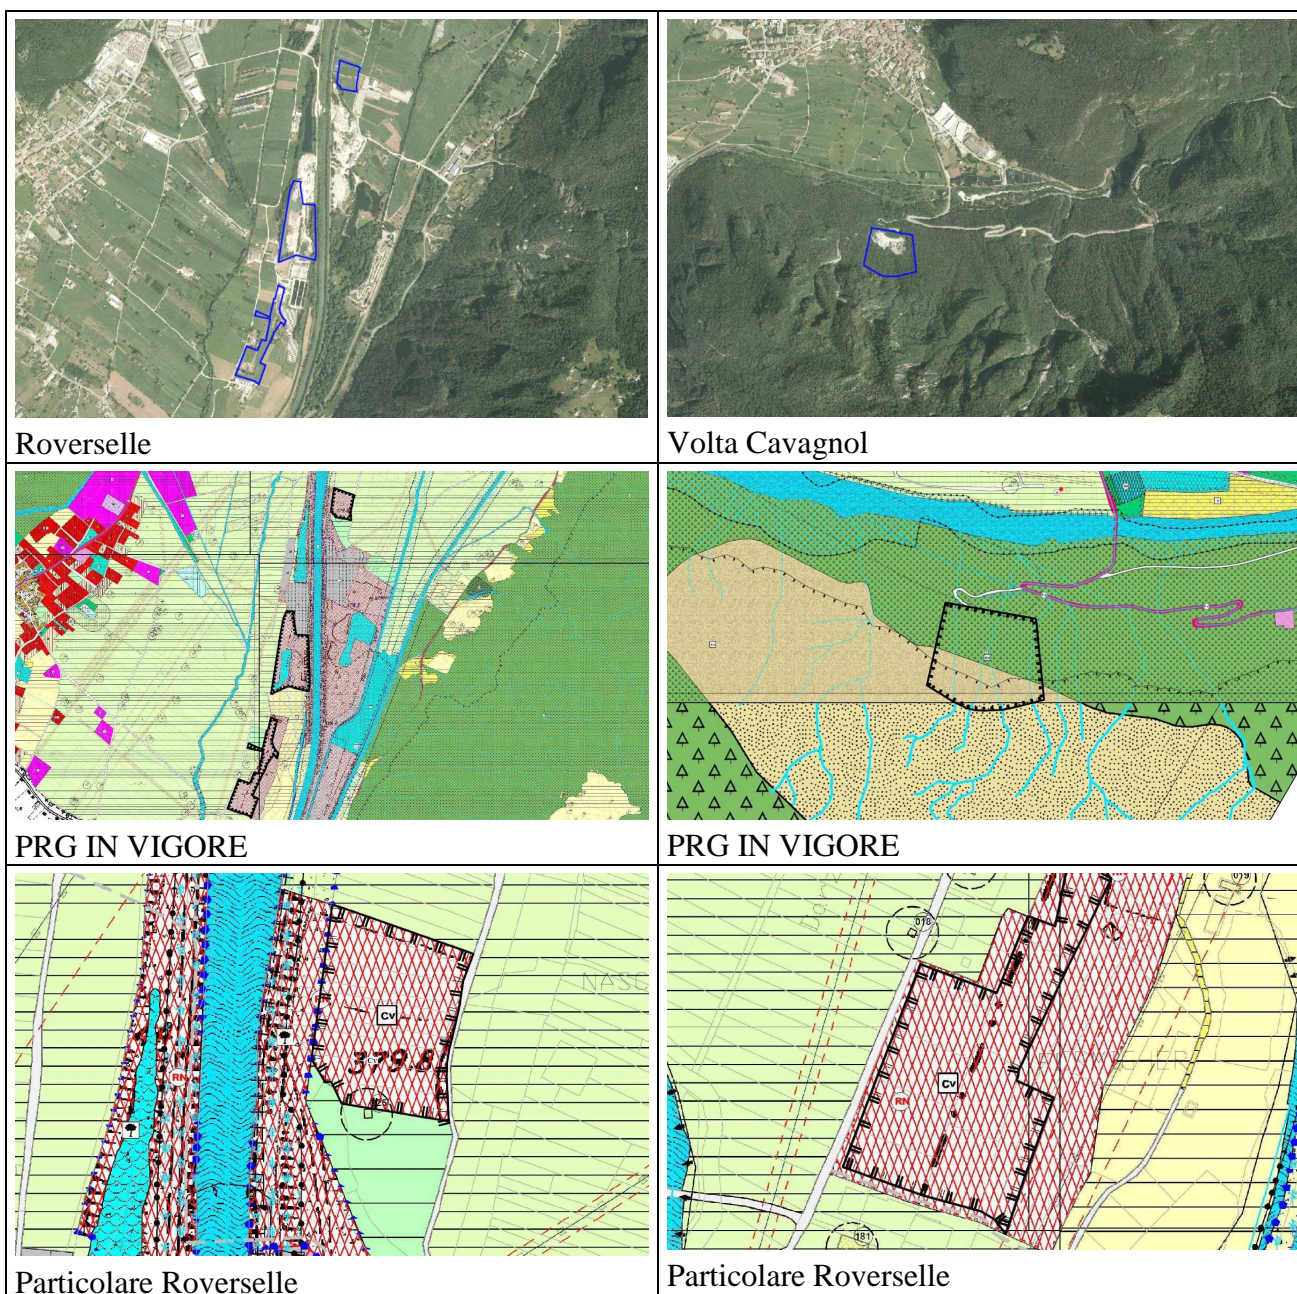 Roverselle
Volta Cavagnol
PRG IN VIGORE
PRG IN VIGORE
Cv
379.8
RN
Particolare Roverselle
018
019
Cv
RN
181
Particolare Roverselle